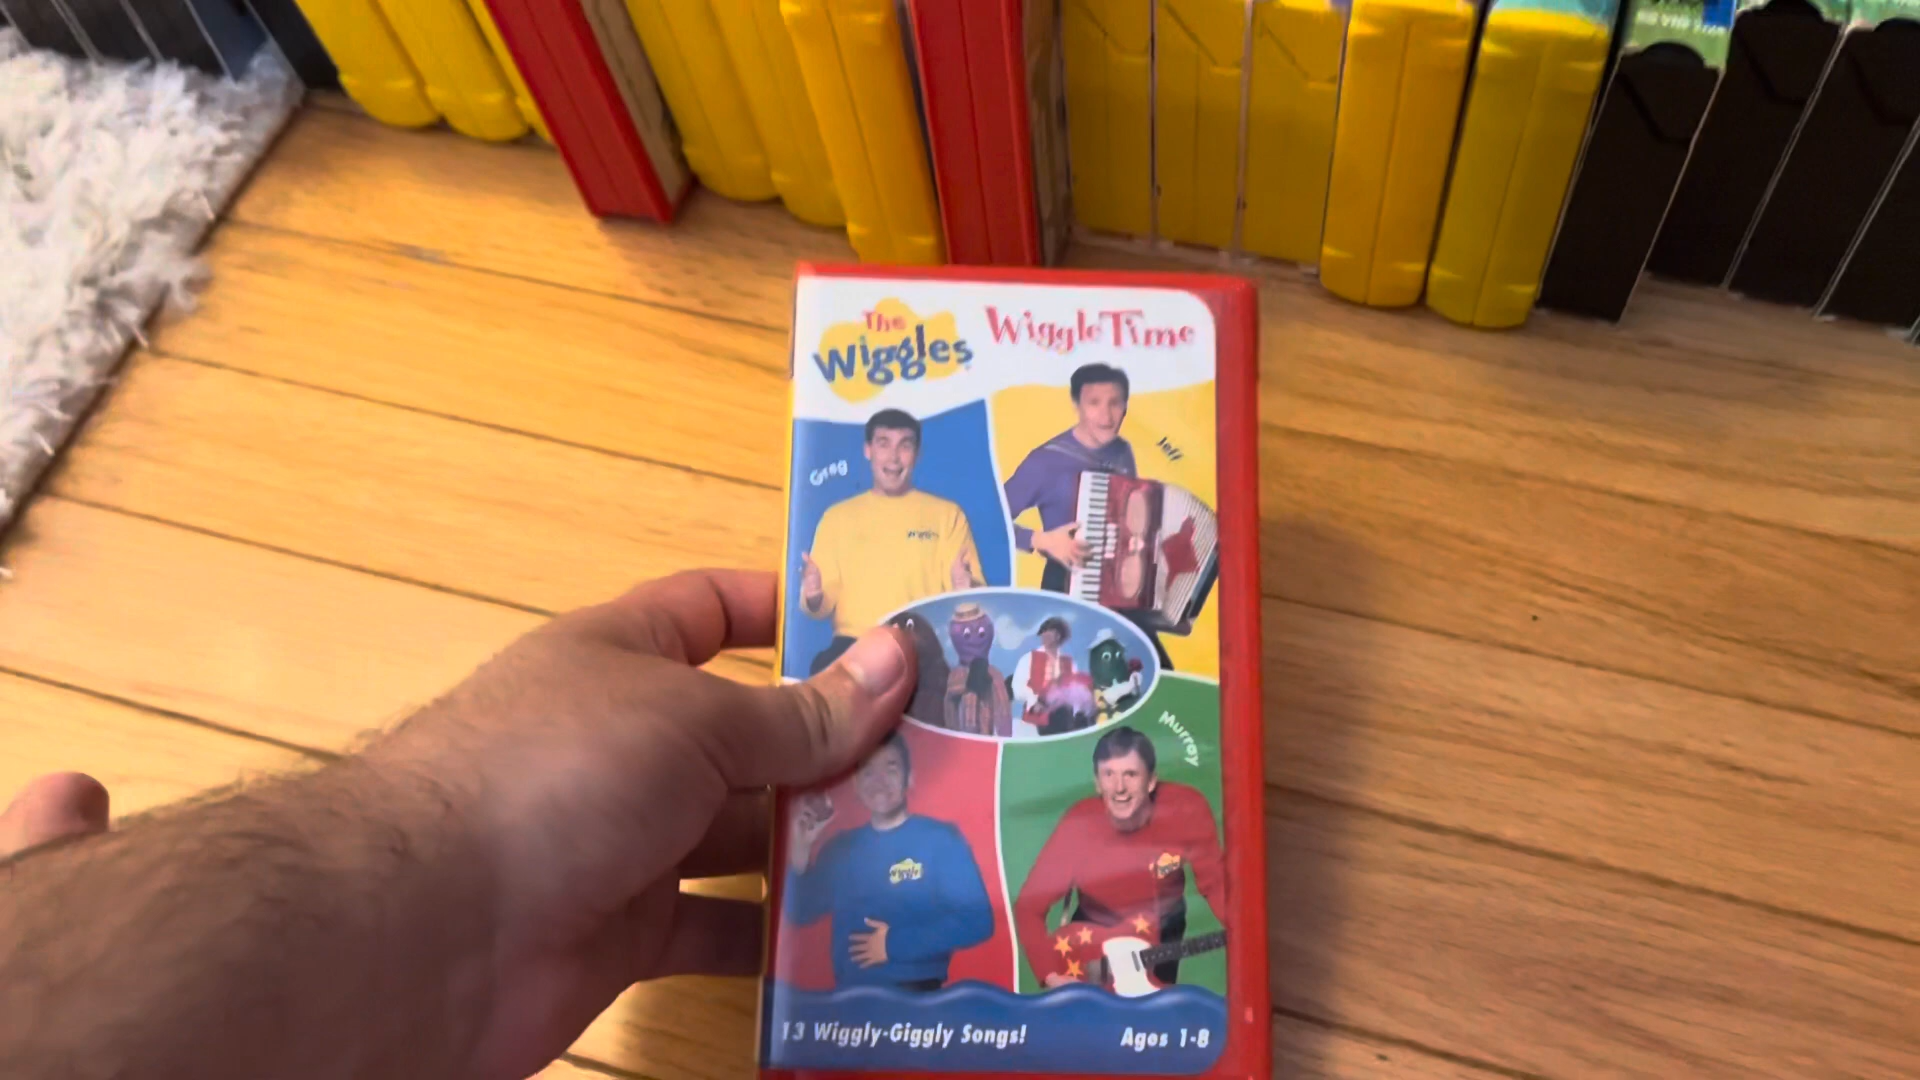 The
Wiggles
Wiggle Time
Greg
Jeff
Murray
13 Wiggly-Giggly Songs!
Ages 1-8